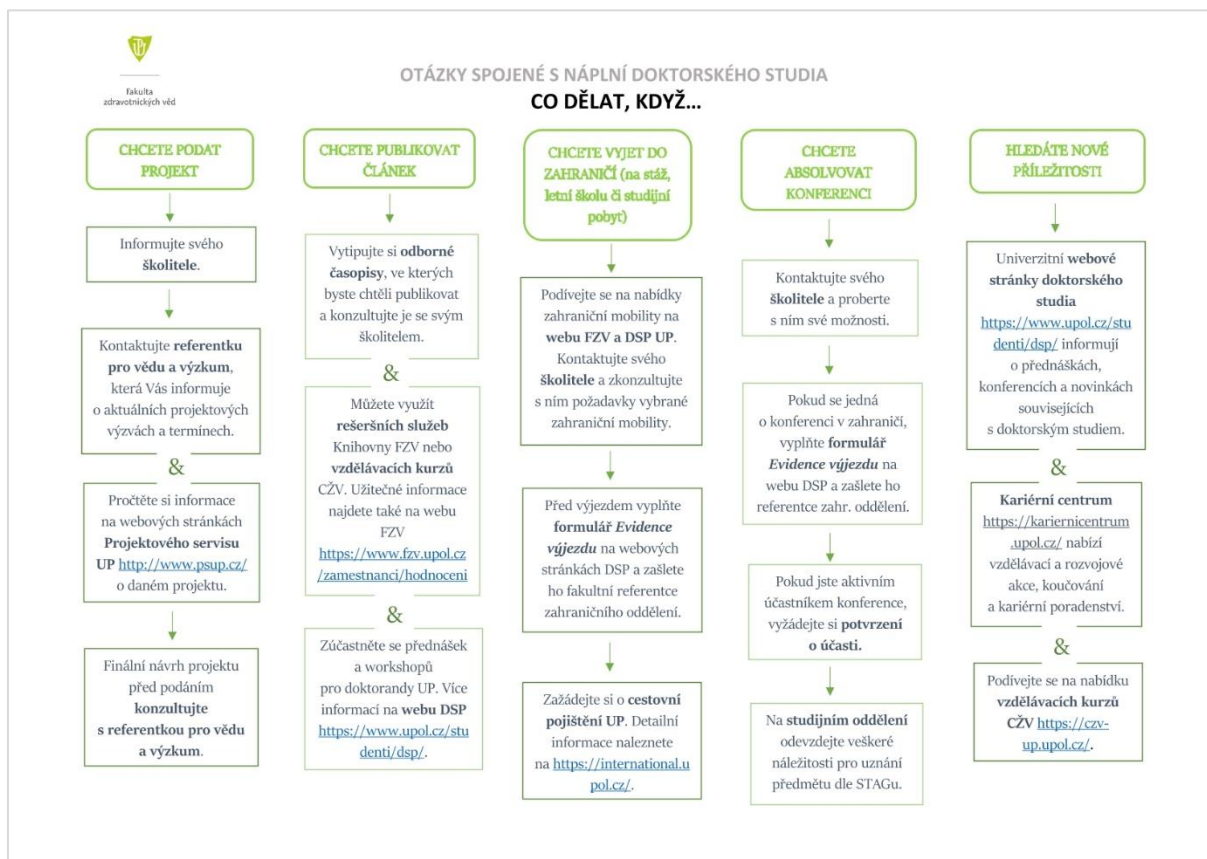 fakulta
zdravotnických věd
OTÁZKY SPOJENÉ S NÁPLNÍ DOKTORSKÉHO STUDIA
CO DĚLAT, KDYŽ...
CHCETE PODAT
PROJEKT
Informujte svého
školitele.
Kontaktujte referentku
pro vědu a výzkum,
která Vás informuje
o aktuálních projektových
výzvách a termínech.
&
Pročtěte si informace
na webových stránkách
Projektového servisu
UP http://www.psup.cz/
o daném projektu.
Finální návrh projektu
před podáním
konzultujte
s referentkou pro vědu
a výzkum.
CHCETE PUBLIKOVAT
ČLÁNEK
Vytipujte si odborné
časopisy, ve kterých
byste chtěli publikovat
a konzultujte je se svým
školitelem.
&
Můžete využít
rešeršních služeb
Knihovny FZV nebo
vzdělávacích kurzů
CŽV. Užitečné informace
najdete také na webu
FZV
https://www.fzv.upol.cz
/zamestnanci/hodnoceni
&
Zúčastněte se přednášek
a workshopů
pro doktorandy UP. Více
informací na webu DSP
https://www.upol.cz/stu
denti/dsp/.
CHCETE VYJET DO
ZAHRANIČÍ (na stáž,
letní školu či studijní
pobyt)
Podívejte se na nabídky
zahraniční mobility na
webu FZV a DSP UP.
Kontaktujte svého
školitele a zkonzultujte
s ním požadavky vybrané
zahraniční mobility.
Před výjezdem vyplňte
formulář Evidence
výjezdu na webových
stránkách DSP a zašlete
ho fakultní referentce
zahraničního oddělení.
Zažádejte si o cestovní
pojištění UP. Detailní
informace naleznete
na https://international.u
pol.cz/.
CHCETE
ABSOLVOVAT
KONFERENCI
Kontaktujte svého
školitele a proberte
s ním své možnosti.
Pokud se jedná
o konferenci v zahraničí,
vyplňte formulář
Evidence výjezdu na
webu DSP a zašlete ho
referentce zahr. oddělení.
Pokud jste aktivním
účastníkem konference,
vyžádejte si potvrzení
o účasti.
Na studijním oddělení
odevzdejte veškeré
náležitosti pro uznání
předmětu dle STAGu.
HLEDÁTE NOVÉ
PŘÍLEŽITOSTI
Univerzitní webové
stránky doktorského
studia
https://www.upol.cz/stu
denti/dsp/ informují
o přednáškách,
konferencích a novinkách
souvisejících
s doktorským studiem.
&
Kariérní centrum
https://kariernicentrum
.upol.cz/ nabízí
vzdělávací a rozvojové
akce, koučování
a kariérní poradenství.
&
Podívejte se na nabídku
vzdělávacích kurzů
CŽV https://czv-
up.upol.cz/.